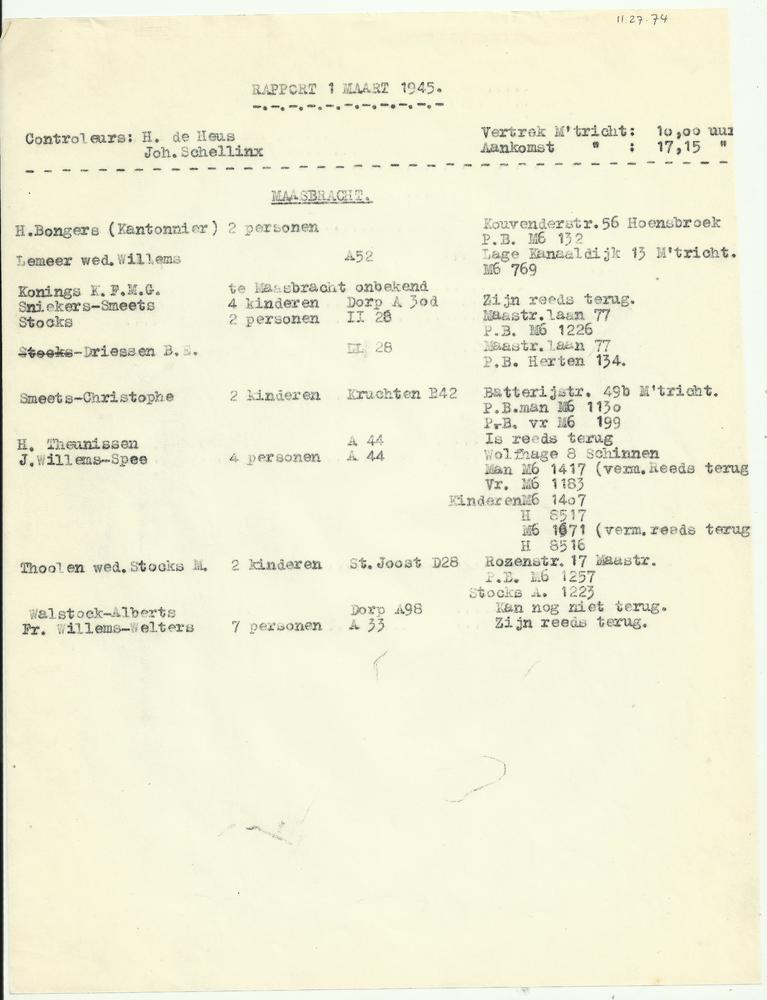 11.27.74
RAPPORT 1 MAART 1945.
Controleurs: H. de Heus Vertrek M'tricht: 10,00 uur
Joh.Schellinx Aankomst " : 17,15 "
MAASBRACHT.
H.Bongers (Kantonnier) 2 personen Kouvenderstr.56 Hoensbroek
P.B. M6 132
Lemeer wed.Willems A52 Lage Kanaaldijk 13 M'tricht.
M6 769
Konings K.F.M.G. te Maasbracht onbekend
Sniekers-Smeets 4 kinderen Dorp A 30d Zijn reeds terug.
Stocks 2 personen II 28 Maastr.laan 77
P.B. M6 1226
Stocks-Driessen B.E. II 28 Maastr.laan 77
P.B. Herten 134.
Smeets-Christophe 2 kinderen Kruchten B42 Batterijstr. 49b M'tricht.
P.B.man M6 1130
P.B. vr M6 199
H. Theunissen A 44 Is reeds terug
J.Willems-Spee 4 personen A 44 Wolfhage 8 Schinnen
Man M6 1417 (verm.Reeds terug
Vr. M6 1183
KinderenM6 1407
H 8517
M6 1671 (verm.reeds terug
H 8516
Thoolen wed.Stocks M. 2 kinderen St.Joost D28 Rozenstr. 17 Maastr.
P.B. M6 1257
Stocks A. 1223
Walstock-Alberts Dorp A98 Kan nog niet terug.
Fr. Willems-Welters 7 personen A 33 Zijn reeds terug.